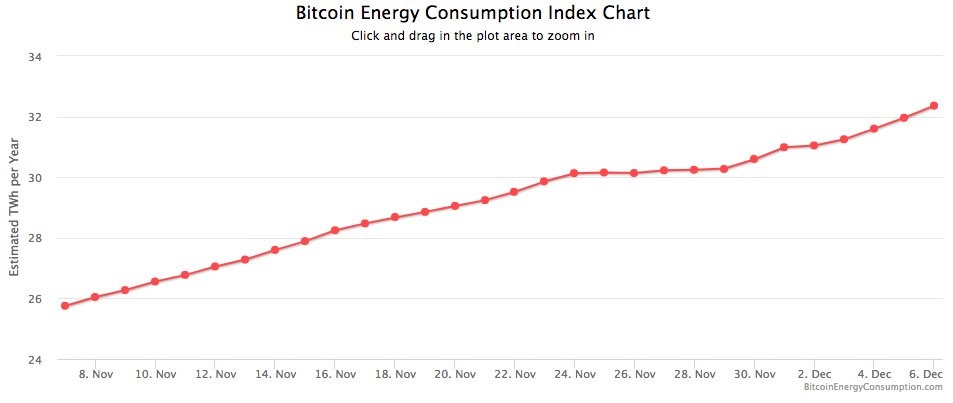 Bitcoin Energy Consumption Index Chart
Click and drag in the plot area to zoom in
Estimated TWh per Year
34
32
30
28
26
24
8. Nov 10. Nov 12. Nov 14. Nov 16. Nov 18. Nov 20. Nov 22. Nov 24. Nov 26. Nov 28. Nov 30. Nov 2. Dec 4. Dec 6. Dec
BitcoinEnergyConsumption.com